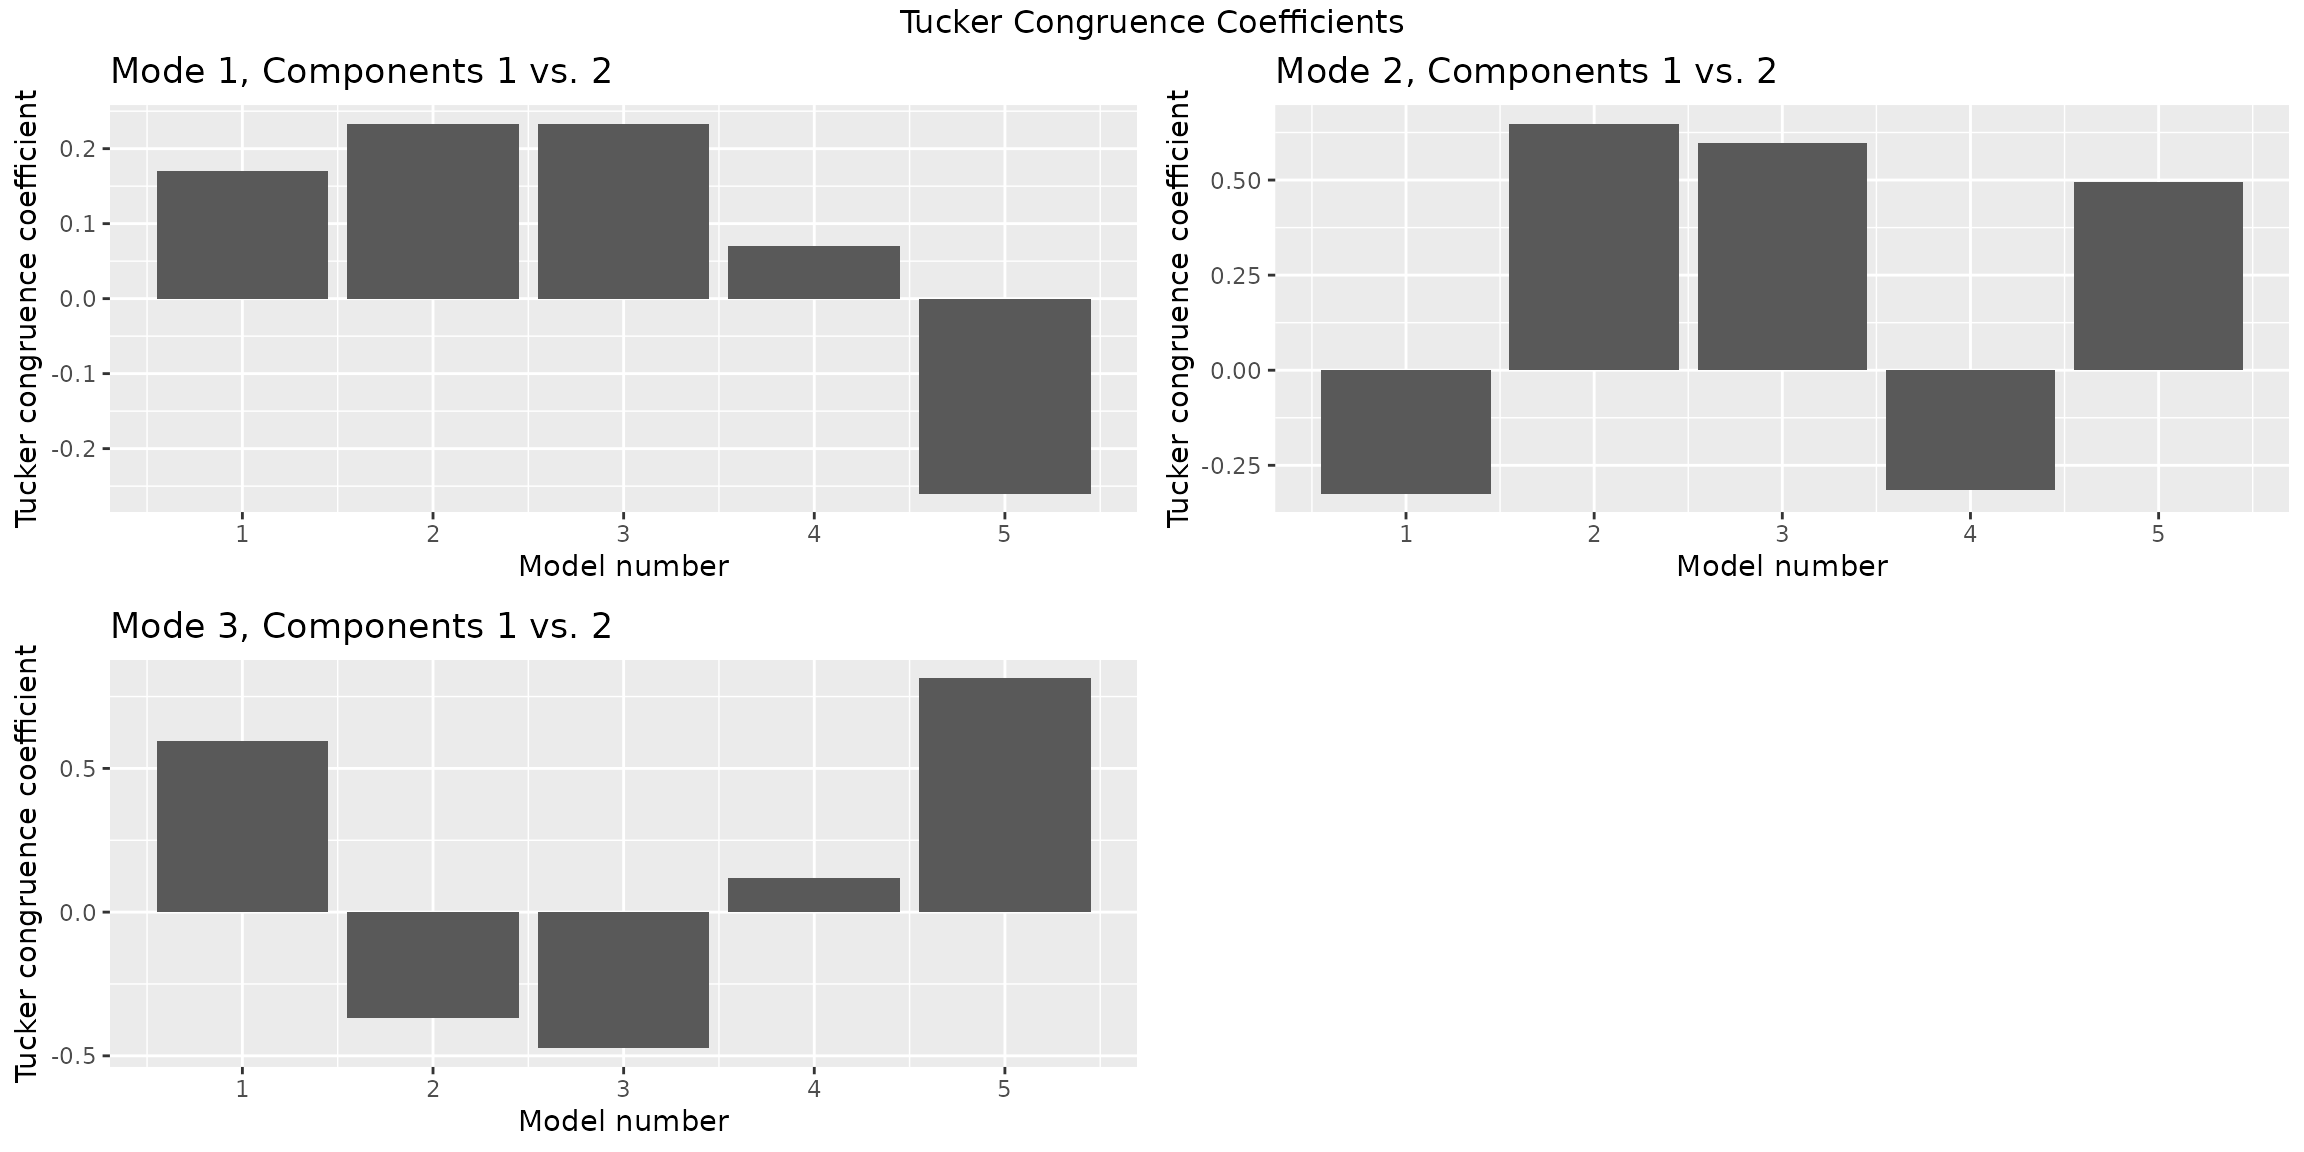 Tucker Congruence Coefficients
Mode 1, Components 1 vs. 2
Tucker congruence coefficient
0.2
0.1
0.0
-0.1
-0.2
1 2 3 4 5
Model number
Mode 2, Components 1 vs. 2
Tucker congruence coefficient
0.50
0.25
0.00
-0.25
1 2 3 4 5
Model number
Mode 3, Components 1 vs. 2
Tucker congruence coefficient
0.5
0.0
-0.5
1 2 3 4 5
Model number